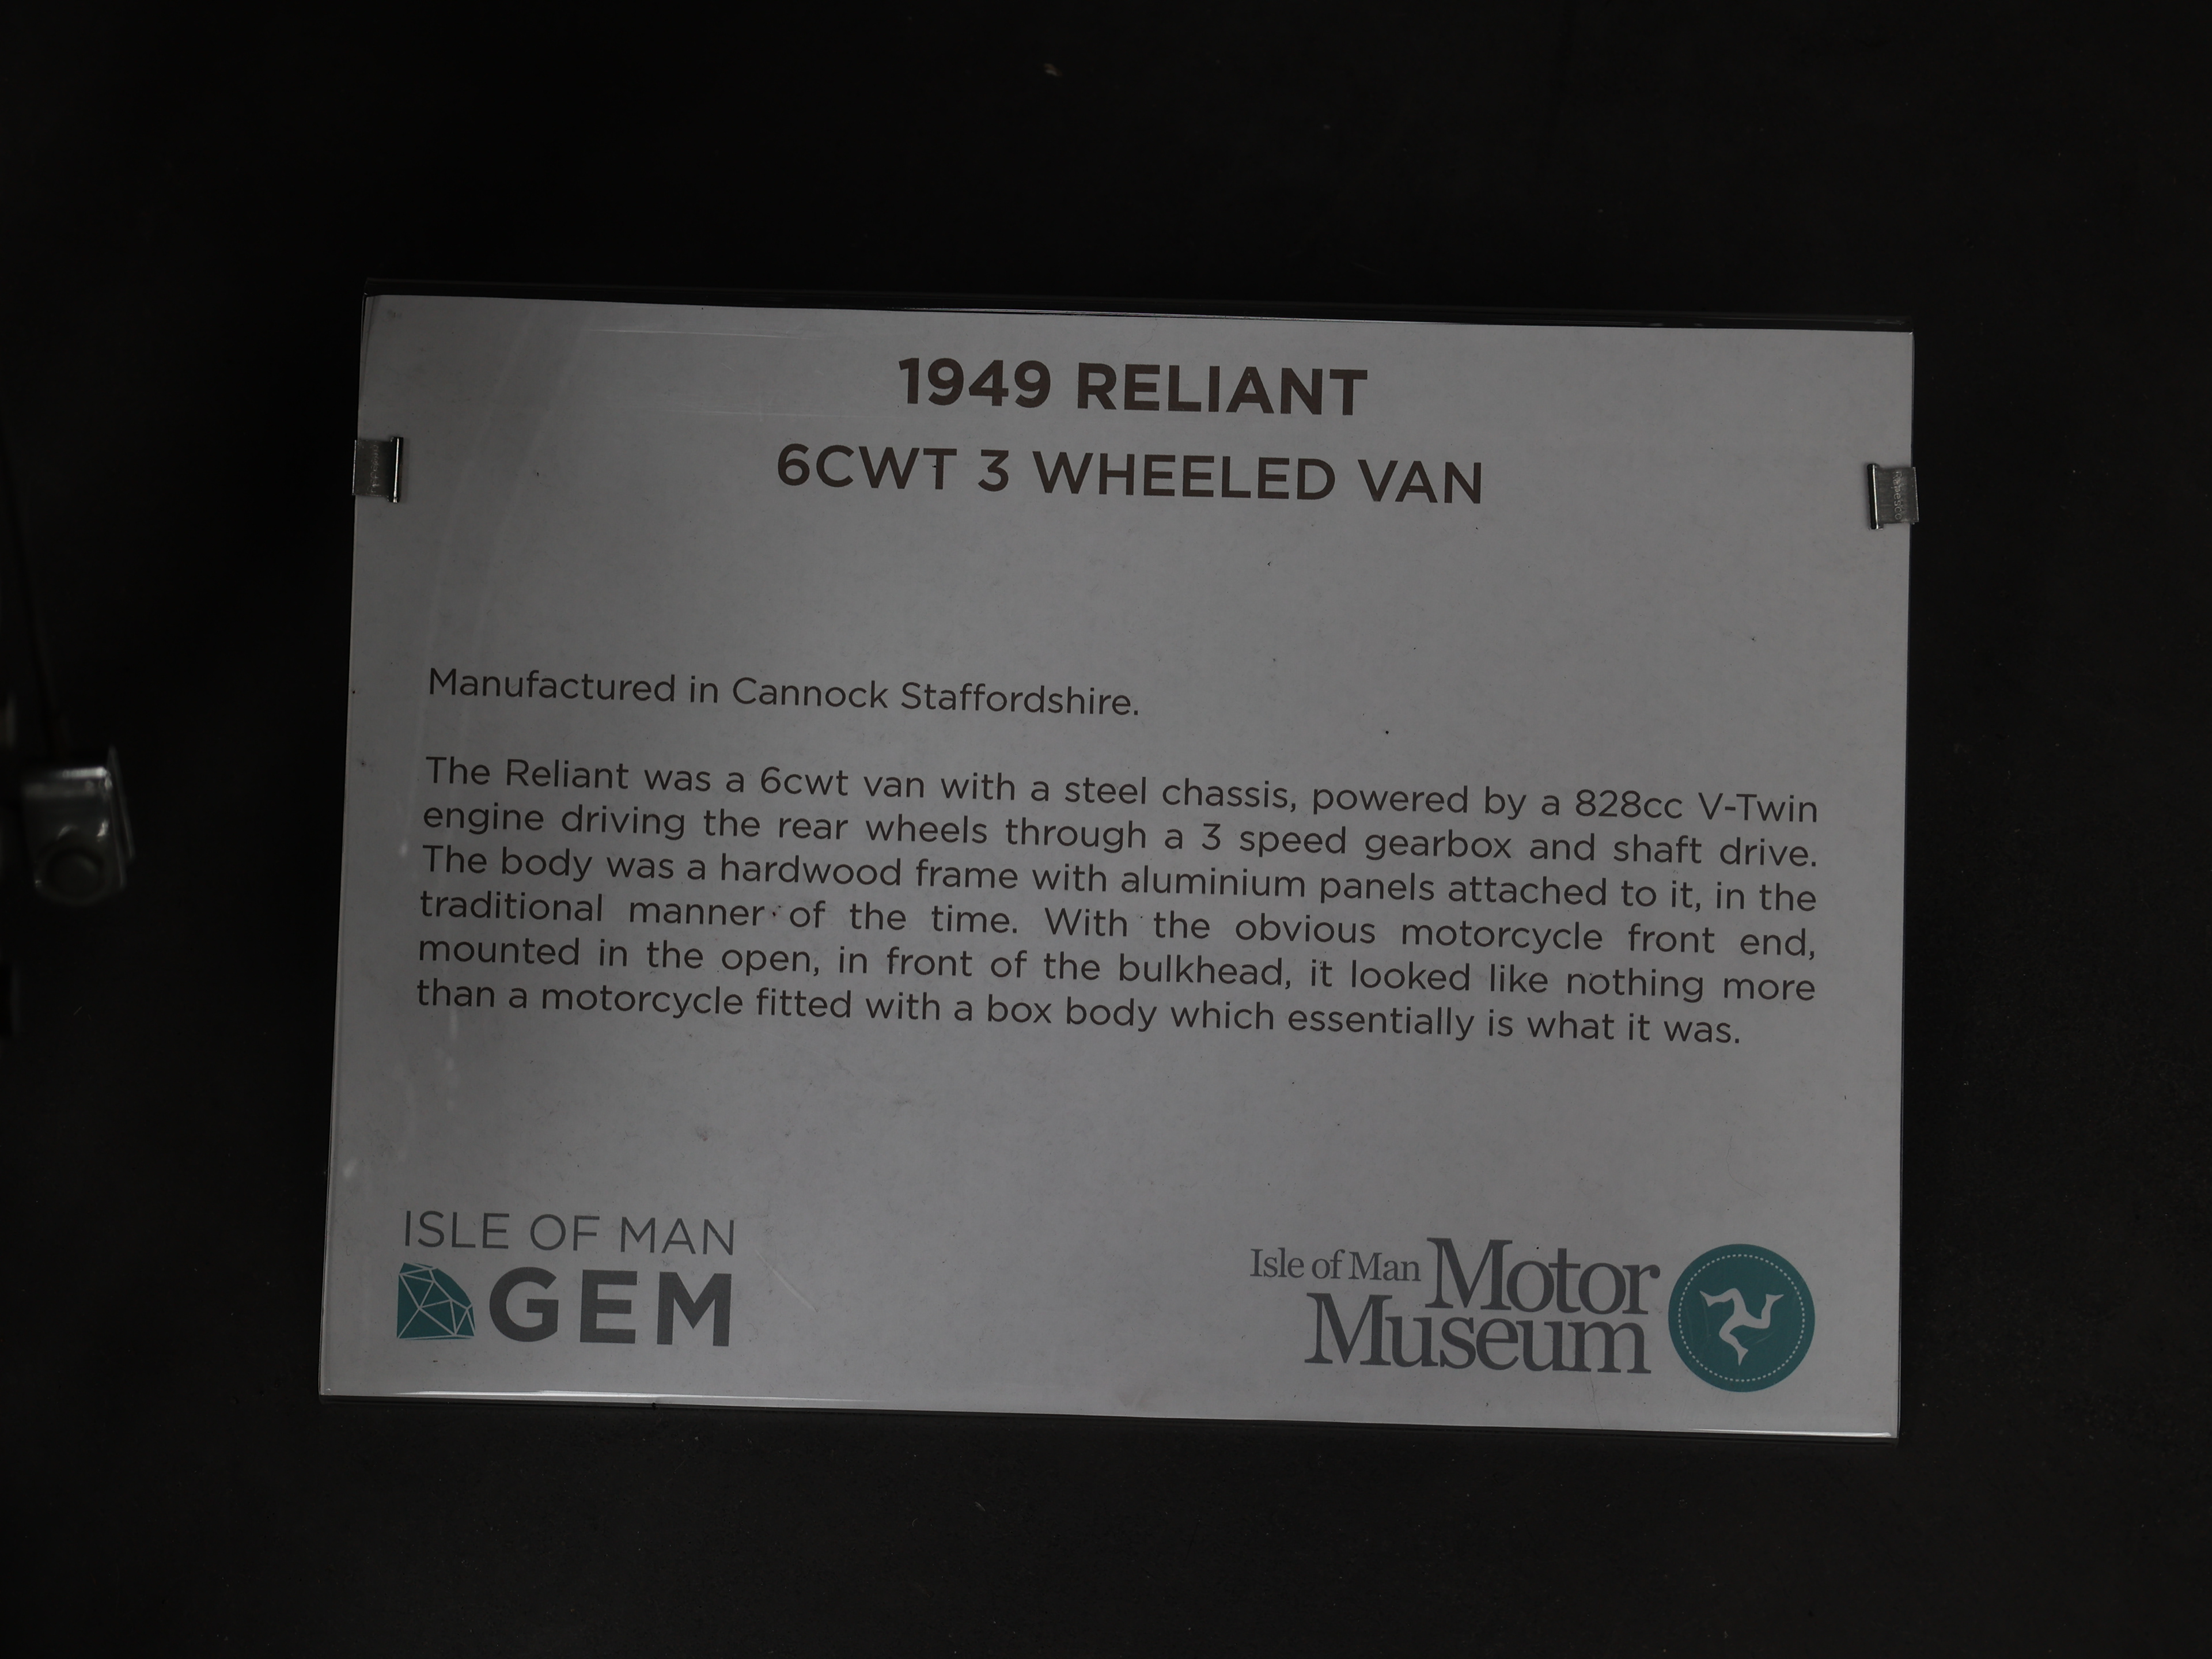 1949 RELIANT
6CWT 3 WHEELED VAN
Manufactured in Cannock Staffordshire.
The Reliant was a 6cwt van with a steel chassis, powered by a 828cc V-Twin
engine driving the rear wheels through a 3 speed gearbox and shaft drive.
The body was a hardwood frame with aluminium panels attached to it, in the
traditional manner of the time. With the obvious motorcycle front end,
mounted in the open, in front of the bulkhead, it looked like nothing more
than a motorcycle fitted with a box body which essentially is what it was.
ISLE OF MAN
GEM
Isle of Man Motor
Museum